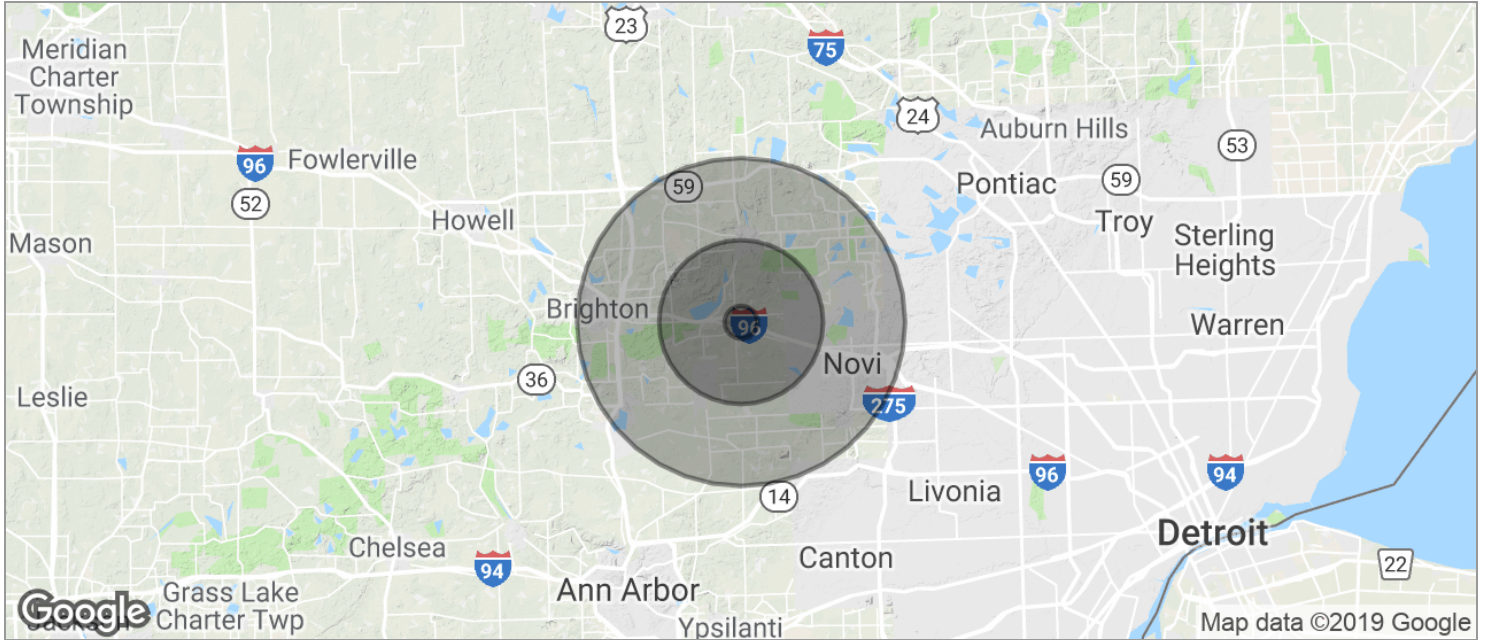 23
75
Meridian
Charter
Township
24
Auburn Hills
53
96
Fowlerville
59
59
Pontiac
52
Howell
Troy
Mason
Sterling
Heights
Brighton
96
Warren
Novi
36
Leslie
275
96
94
Livonia
14
Detroit
Chelsea
94
Canton
22
Ann Arbor
Grass Lake
Charter Twp
Jackson
Google
Ypsilanti
Map data ©2019 Google